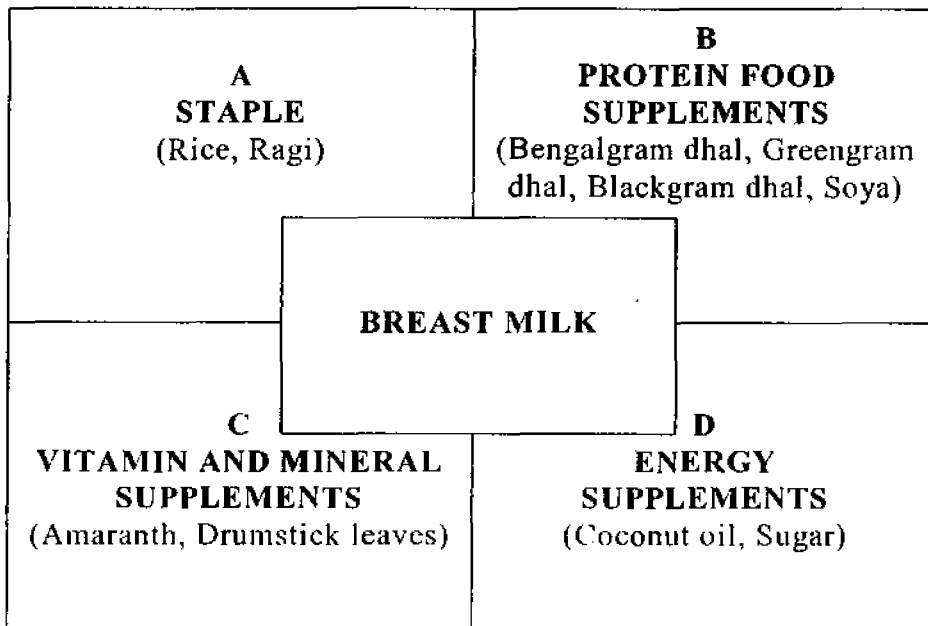 A
STAPLE
(Rice, Ragi)
B
PROTEIN FOOD
SUPPLEMENTS
(Bengalgram dhal, Greengram
dhal, Blackgram dhal, Soya)
BREAST MILK
C
VITAMIN AND MINERAL
SUPPLEMENTS
(Amaranth, Drumstick leaves)
D
ENERGY
SUPPLEMENTS
(Coconut oil, Sugar)